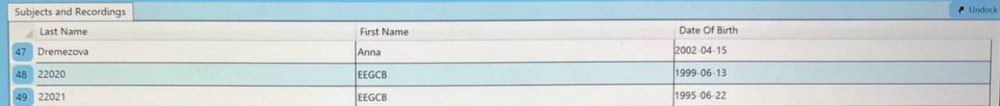 Subjects and Recordings
Undock
Last Name First Name Date Of Birth
47 Dremezova Anna 2002-04-15
48 22020 EEGCB 1999-06-13
49 22021 EEGCB 1995-06-22